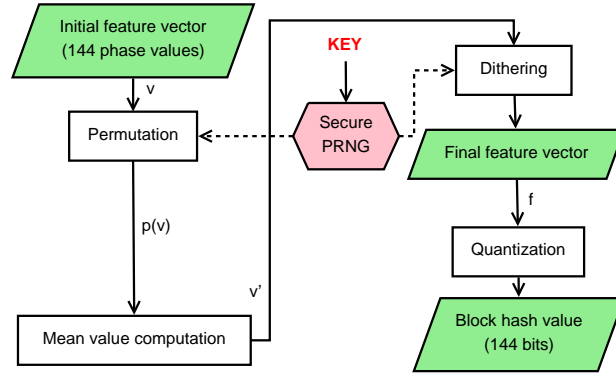 Initial feature vector
(144 phase values)
v
Permutation
p(v)
Mean value computation
v'
KEY
Secure
PRNG
Dithering
Final feature vector
f
Quantization
Block hash value
(144 bits)